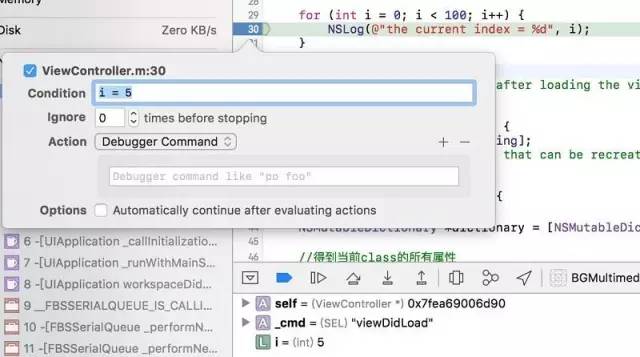 Memory
Disk
Zero KB/s
28
29
for (int i = 0; i < 100; i++) {
30
NSLog(@"the current index = %d", i);
31
}
ViewController.m:30
Condition
i = 5
Ignore
0
times before stopping
Action
Debugger Command
Debugger command like "po foo"
Options
Automatically continue after evaluating actions
after loading the vi
{
ing];
that can be recreat
{
44
NSMutableDictionary *dictionary = [NSMutableDic
46
//得到当前class的所有属性
6 -[UIApplication _callInitializatio...
7 -[UIApplication _runWithMainS...
8 -[UIApplication workspaceDid...
9 __FBSSERIALQUEUE_IS_CALLI...
10 -[FBSSerialQueue _performNe...
11 -[FBSSerialQueue _performNe...
BGMultimed
A self = (ViewController *) 0x7fea69006d90
A _cmd = (SEL) "viewDidLoad"
L i = (int) 5